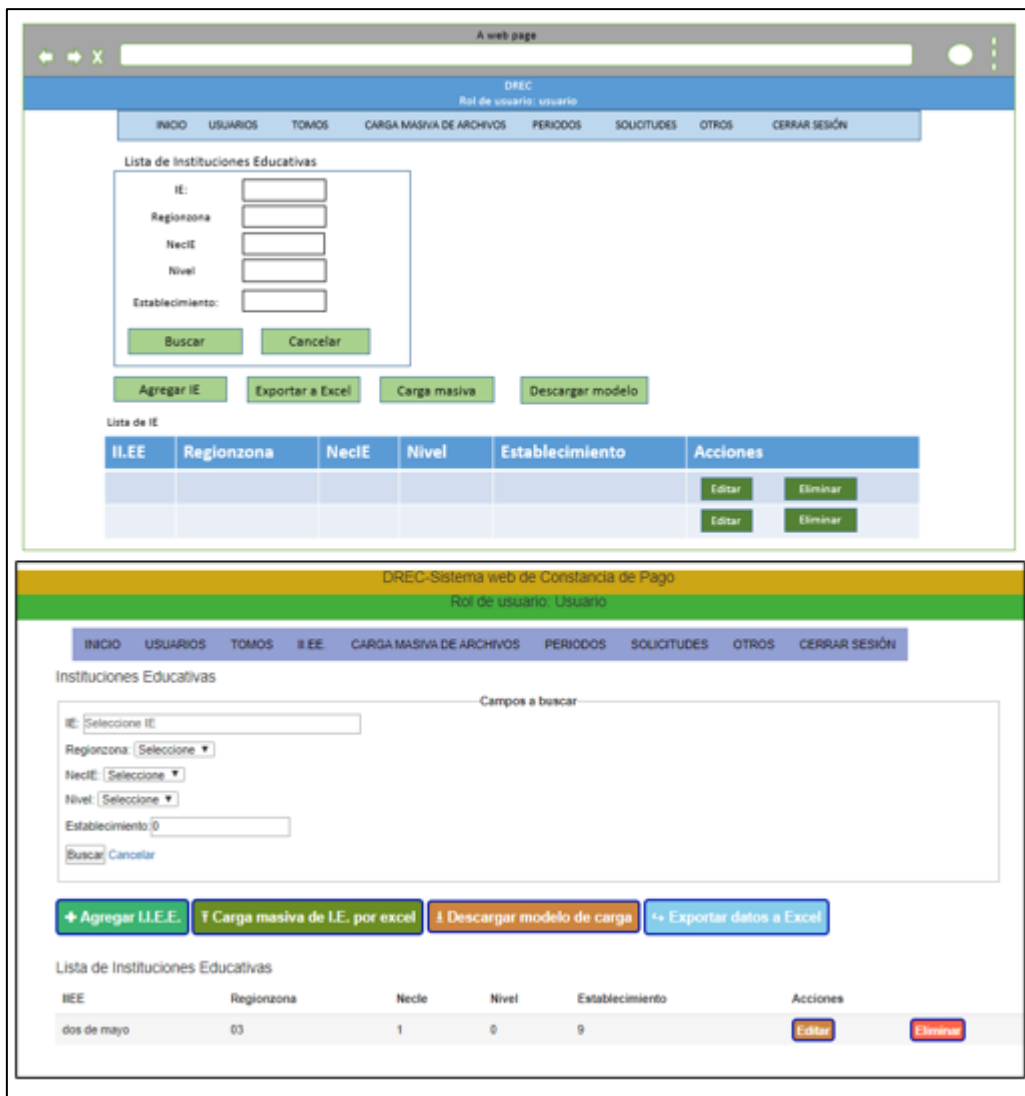 A web page
X
DREC
Rol de usuario: usuario
INICIO USUARIOS TOMOS CARGA MASIVA DE ARCHIVOS PERIODOS SOLICITUDES OTROS CERRAR SESIÓN
Lista de Instituciones Educativas
IE:
Regionzona
NecIE
Nivel
Establecimiento:
Buscar Cancelar
Agregar IE Exportar a Excel Carga masiva Descargar modelo
Lista de IE
II.EE Regionzona NecIE Nivel Establecimiento Acciones
Editar Eliminar
Editar Eliminar
DREC-Sistema web de Constancia de Pago
Rol de usuario: Usuario
INICIO USUARIOS TOMOS II.EE. CARGA MASIVA DE ARCHIVOS PERIODOS SOLICITUDES OTROS CERRAR SESIÓN
Instituciones Educativas
Campos a buscar
IE: Seleccione IE
Regionzona: Seleccione ▼
NecIE: Seleccione ▼
Nivel: Seleccione ▼
Establecimiento: 0
Buscar Cancelar
Agregar I.I.E.E. Carga masiva de I.E. por excel Descargar modelo de carga Exportar datos a Excel
Lista de Instituciones Educativas
IIEE Regionzona NecIe Nivel Establecimiento Acciones
dos de mayo 03 1 0 9 Editar Eliminar